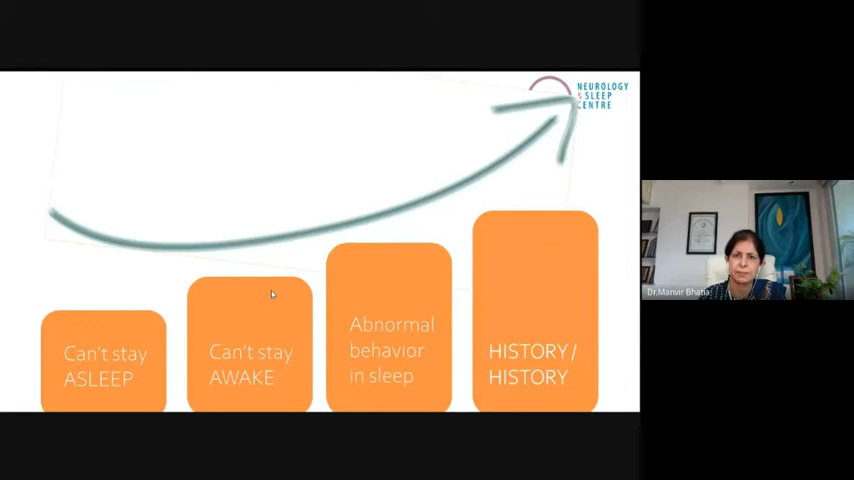 NEUROLOGY
& SLEEP
CENTRE
Can't stay
ASLEEP
Can't stay
AWAKE
Abnormal
behavior
in sleep
HISTORY /
HISTORY
Dr.Manvir Bhatia